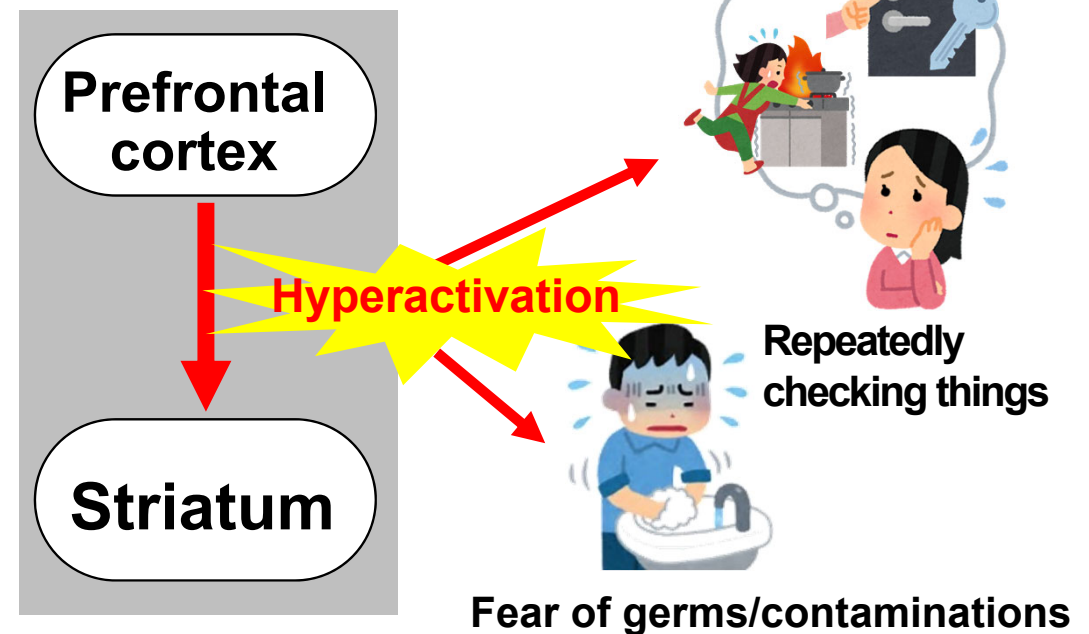 Prefrontal
cortex
Hyperactivation
Striatum
Repeatedly
checking things
Fear of germs/contaminations